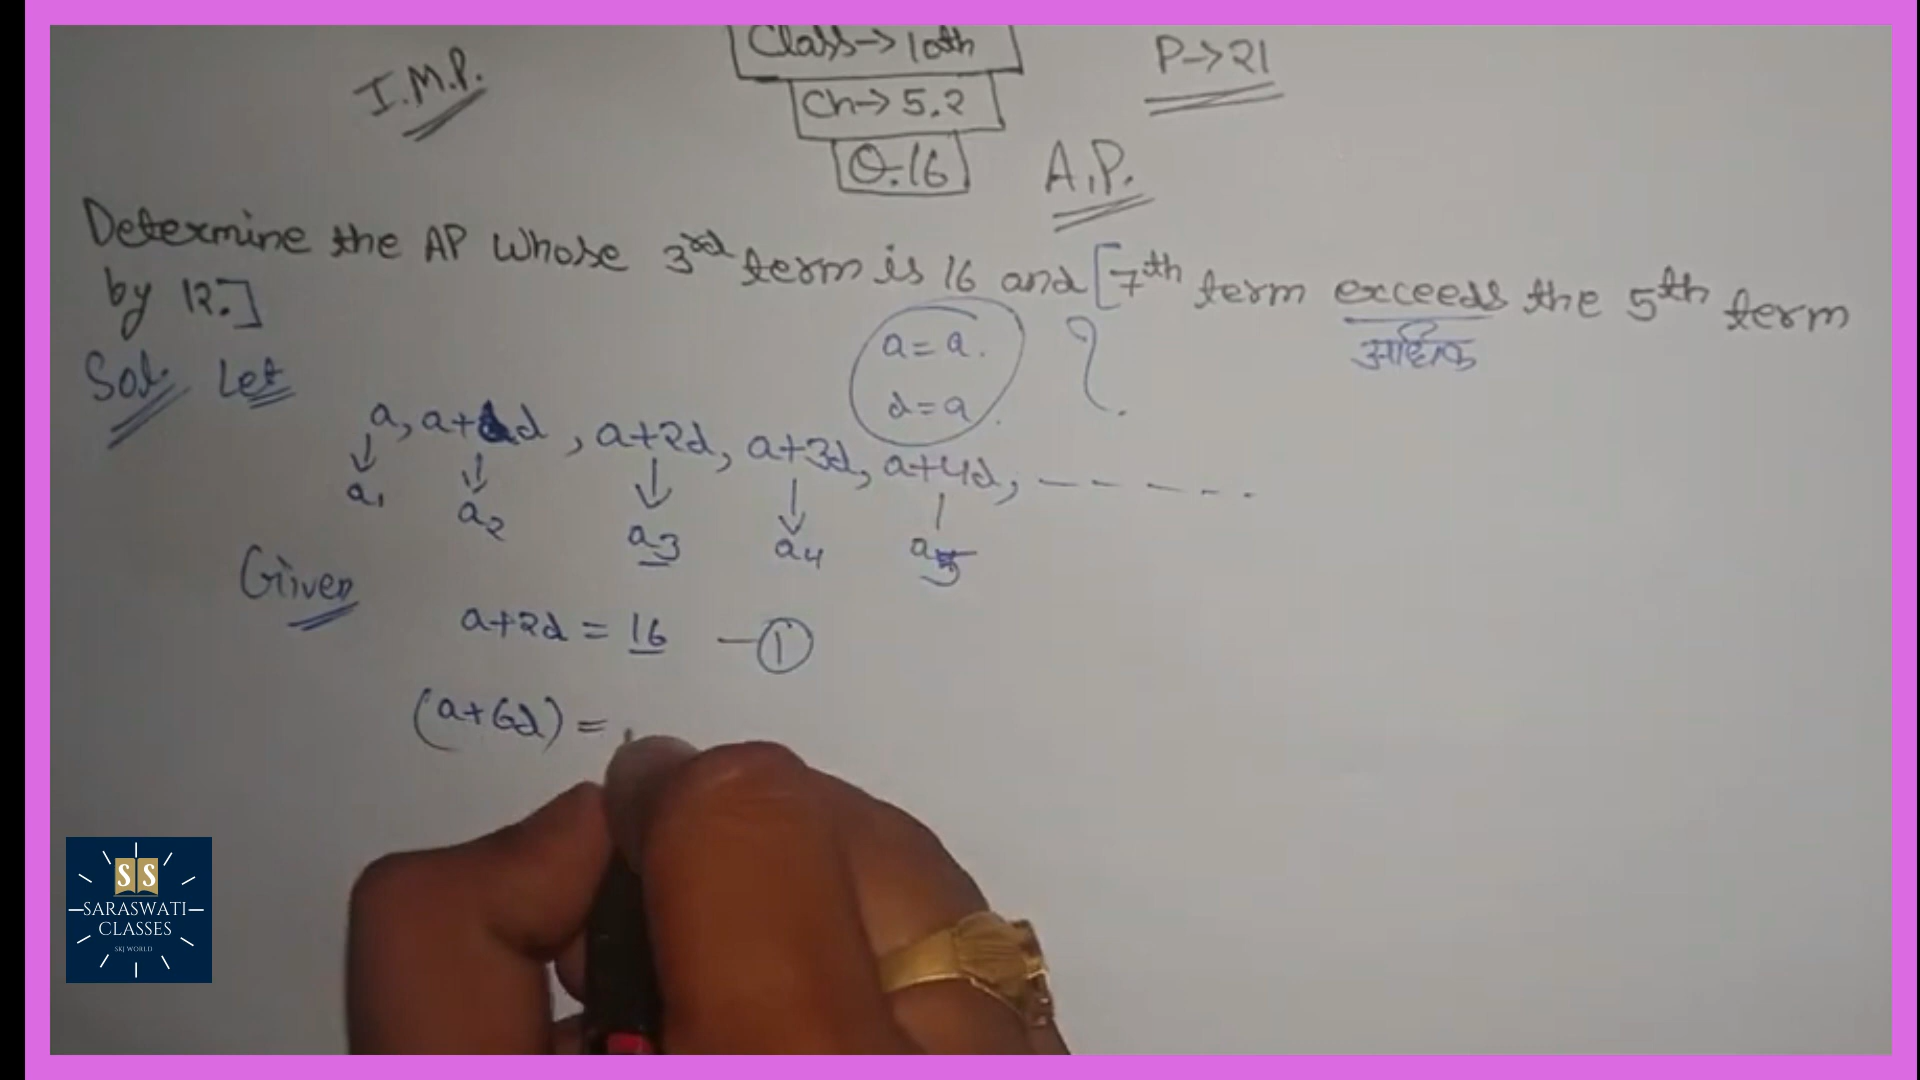 I.M.P.
Class → 10th
P → 21
Ch → 5.2
Q.16
A.P.
Determine the AP whose 3rd term is 16 and [7th term exceeds the 5th term
by 12.]
अधिक
Sol. Let
a = a.
d = a.
?
a, a+d, a+2d, a+3d, a+4d, ------
a1 a2 a3 a4 a5
Given
a+2d = 16 — ①
(a+6d) =
SS
SARASWATI
CLASSES
SKJ WORLD